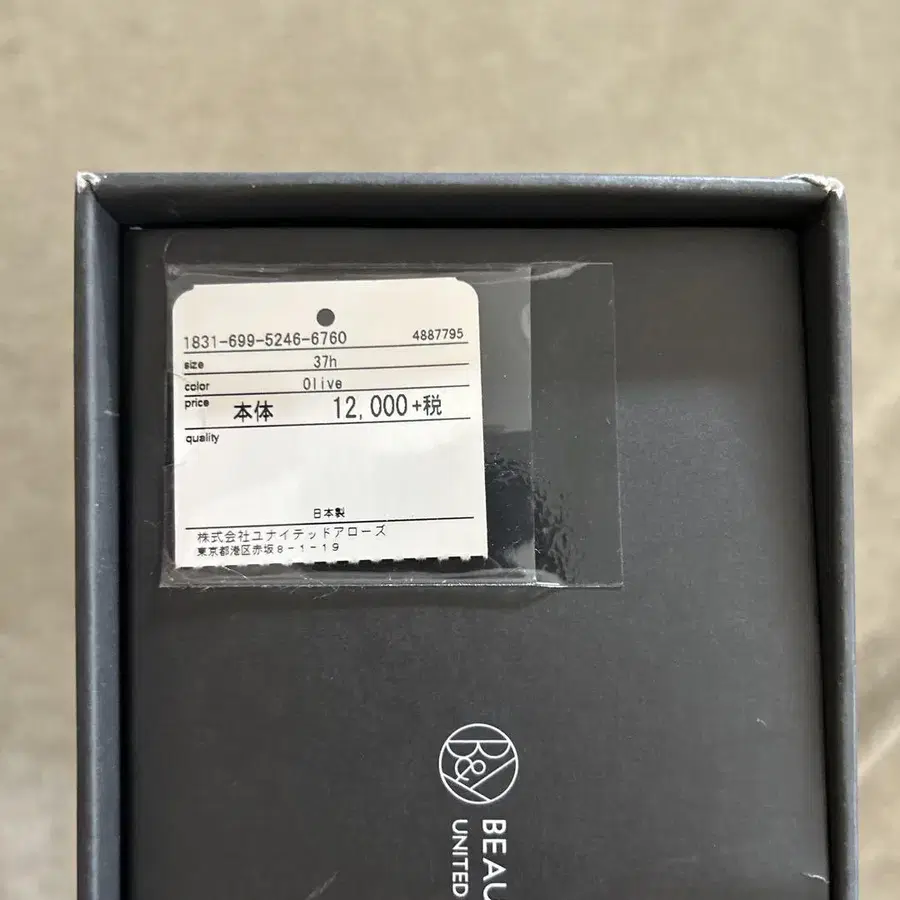 1831-699-5246-6760 4887795
size 37h
color Olive
price 本体 12,000+税
quality
日本製
株式会社ユナイテッドアローズ
東京都港区赤坂8-1-19
B&Y
BEAU
UNITED